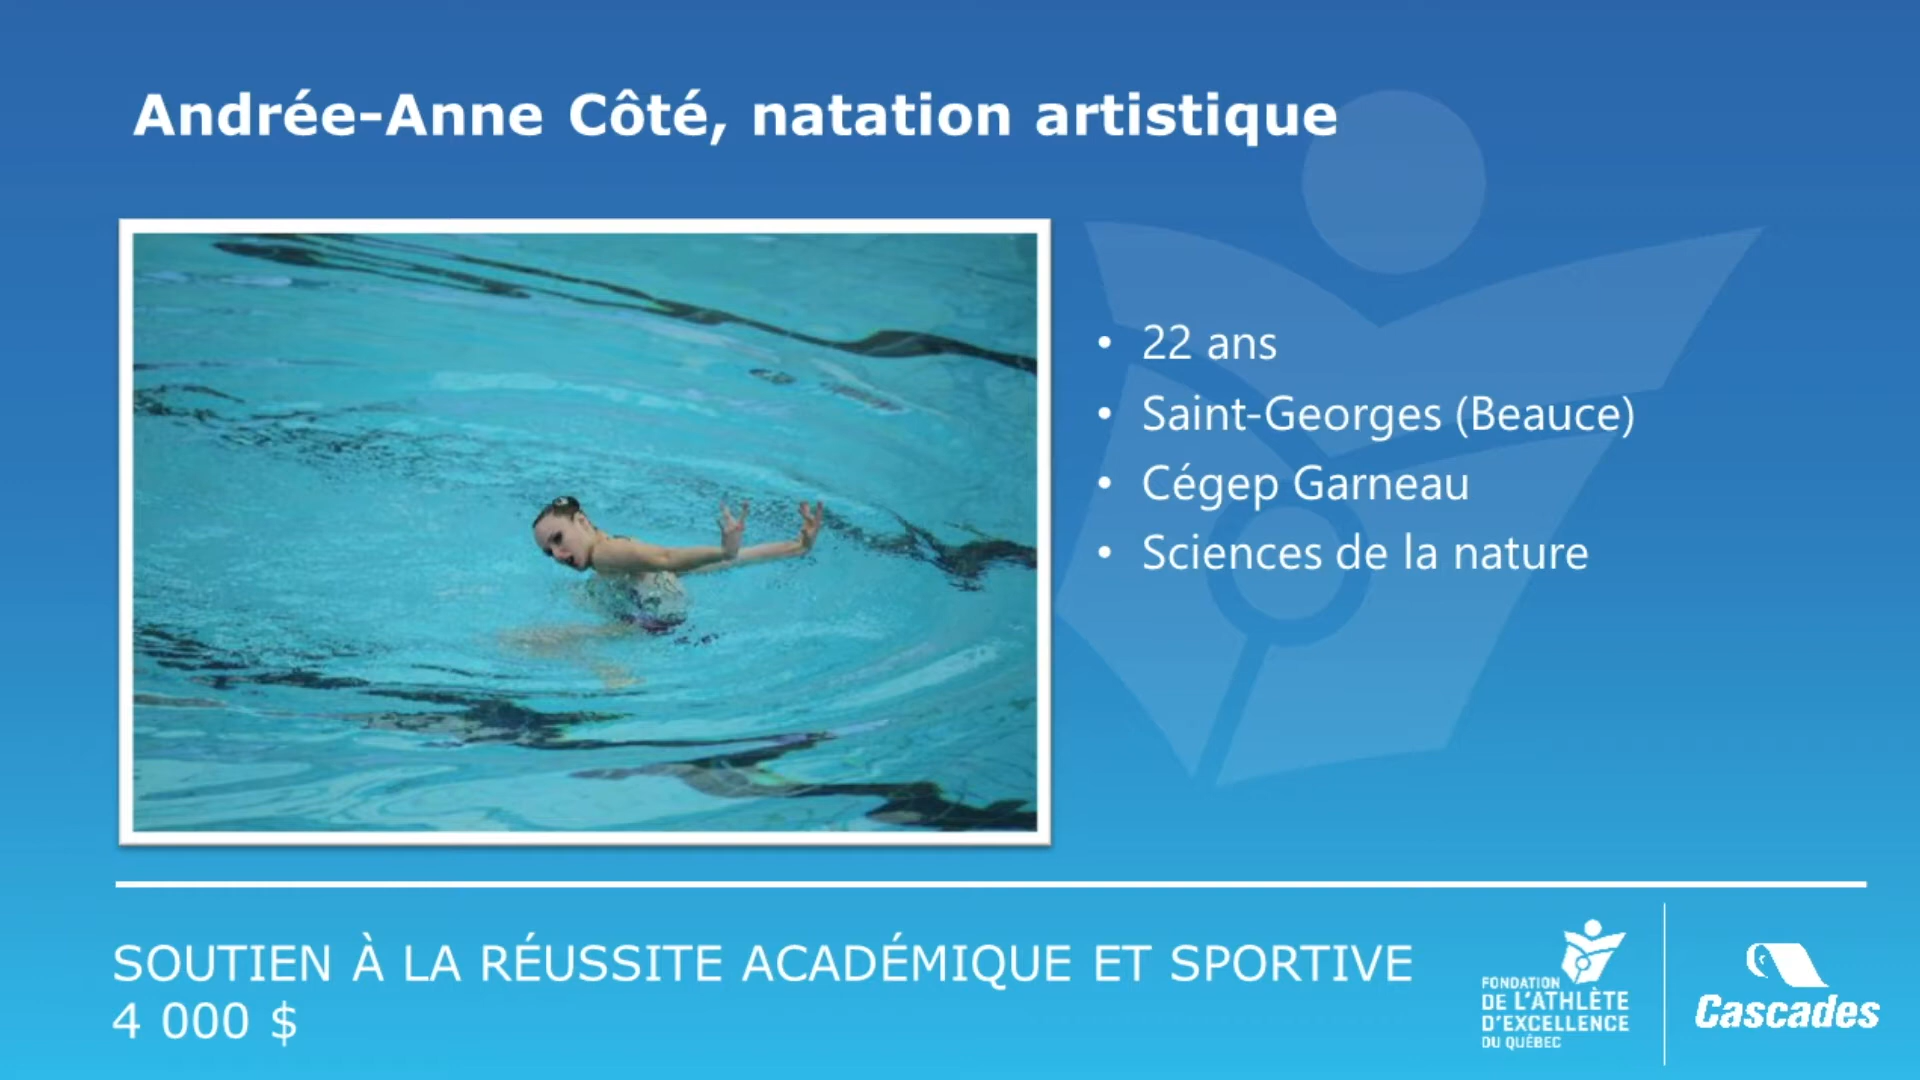 Andrée-Anne Côté, natation artistique
• 22 ans
• Saint-Georges (Beauce)
• Cégep Garneau
• Sciences de la nature
SOUTIEN À LA RÉUSSITE ACADÉMIQUE ET SPORTIVE
4 000 $
FONDATION
DE L'ATHLÈTE
D'EXCELLENCE
DU QUÉBEC
Cascades